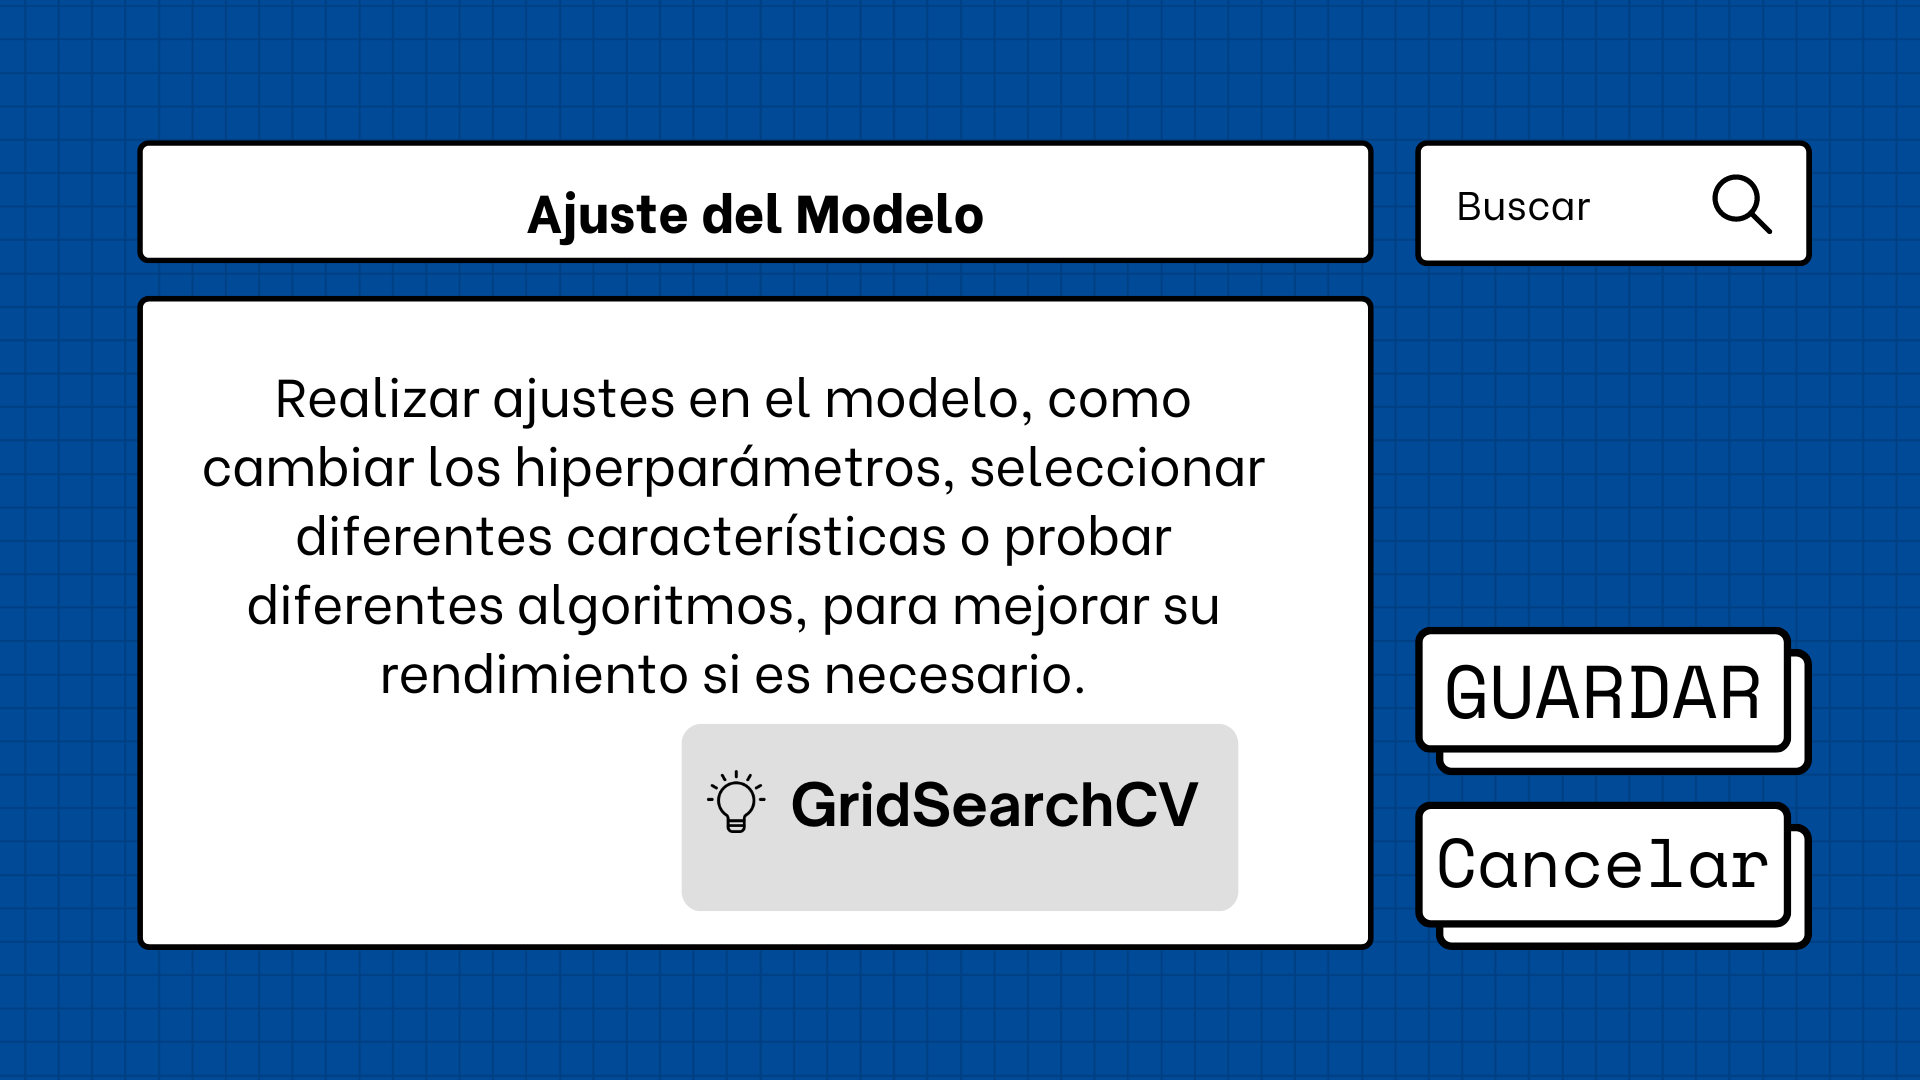 Ajuste del Modelo
Buscar
Realizar ajustes en el modelo, como
cambiar los hiperparámetros, seleccionar
diferentes características o probar
diferentes algoritmos, para mejorar su
rendimiento si es necesario.
GridSearchCV
GUARDAR
Cancelar